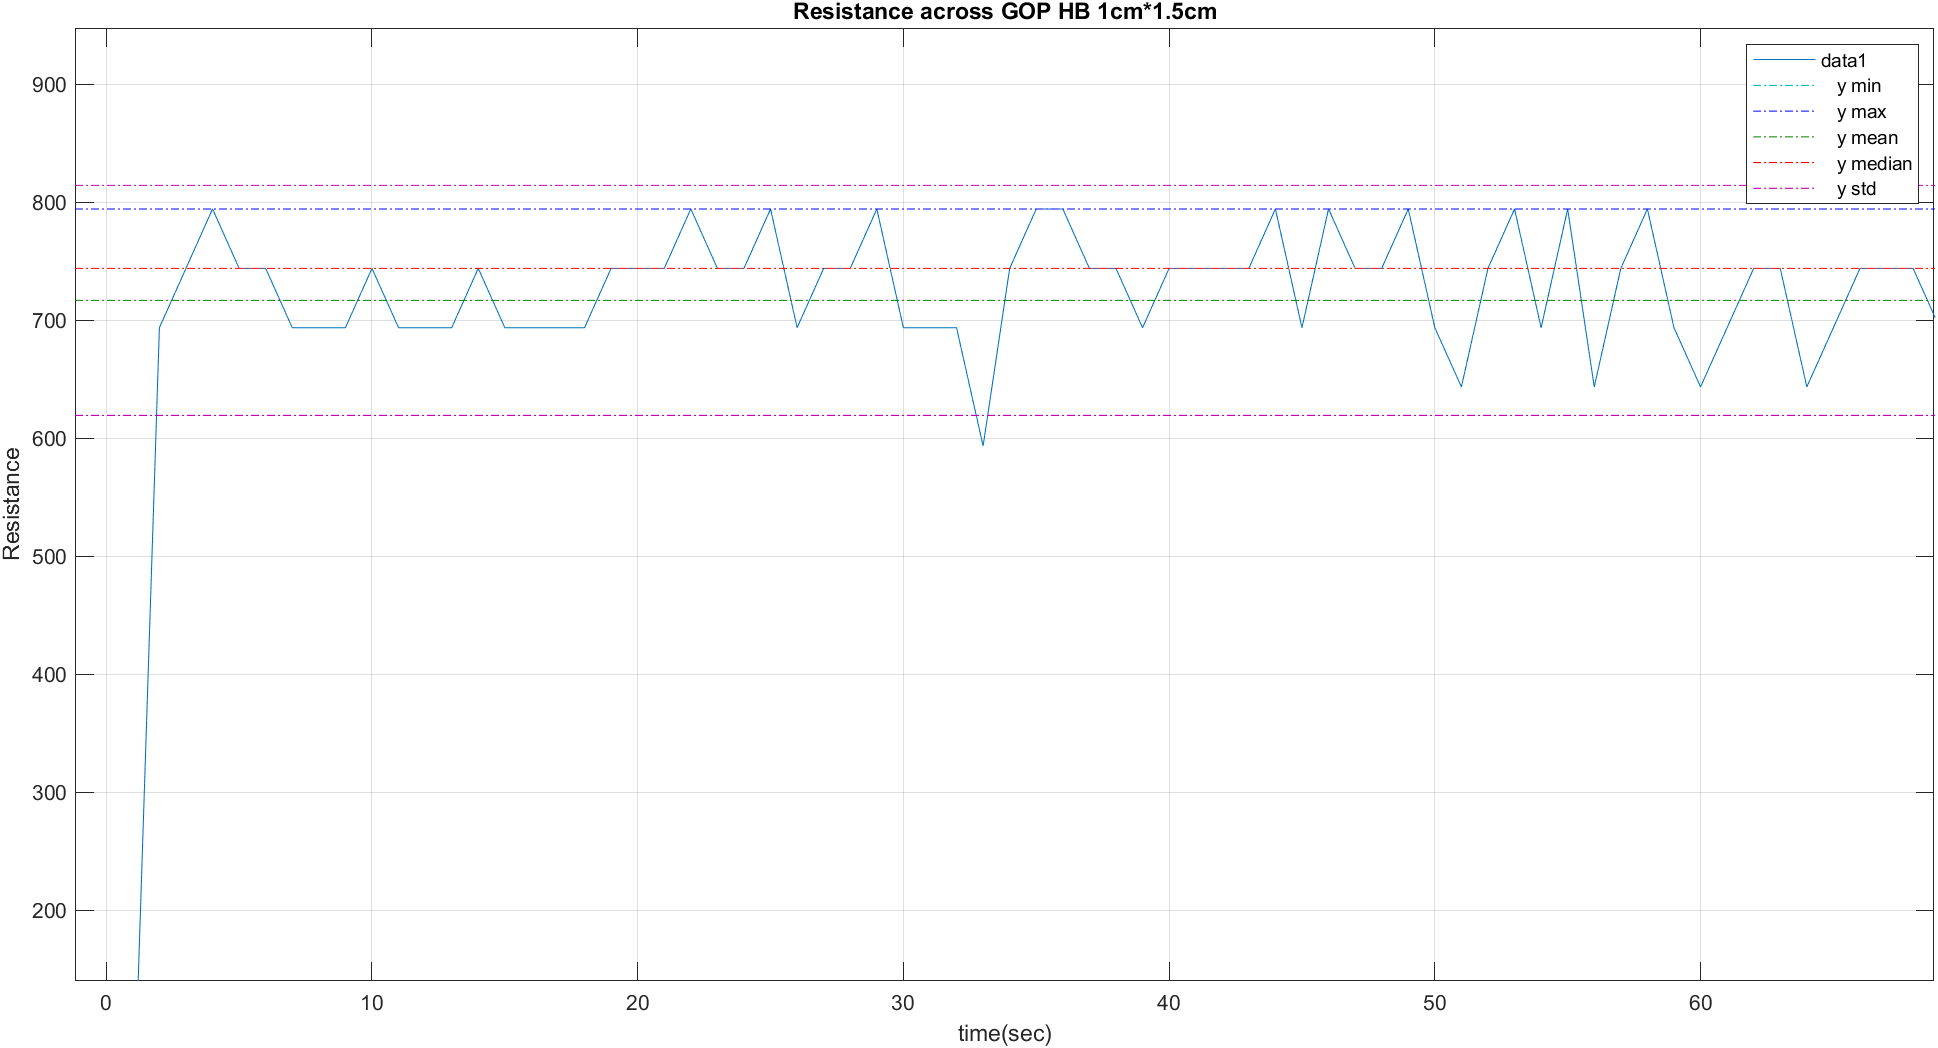 Resistance across GOP HB 1cm*1.5cm
data1
y min
y max
y mean
y median
y std
900
800
700
600
500
400
300
200
Resistance
0 10 20 30 40 50 60
time(sec)